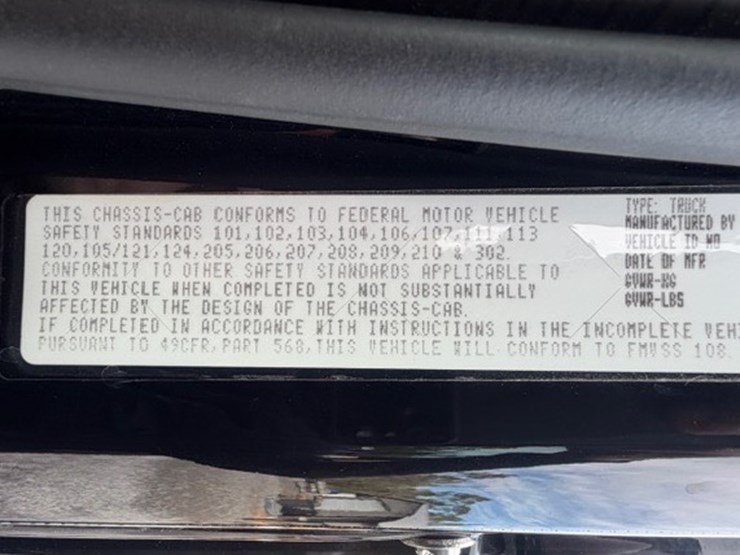 THIS CHASSIS-CAB CONFORMS TO FEDERAL MOTOR VEHICLE
SAFETY STANDARDS 101,102,103,104,106,107,111,113
120,105/121,124,205,206,207,208,209,210 & 302.
CONFORMITY TO OTHER SAFETY STANDARDS APPLICABLE TO
THIS VEHICLE WHEN COMPLETED IS NOT SUBSTANTIALLY
AFFECTED BY THE DESIGN OF THE CHASSIS-CAB.
IF COMPLETED IN ACCORDANCE WITH INSTRUCTIONS IN THE INCOMPLETE VEH
PURSUANT TO 49CFR,PART 568,THIS VEHICLE WILL CONFORM TO FMVSS 108.
TYPE: TRUCK
MANUFACTURED BY
VEHICLE ID NO
DATE OF MFR
GVWR-KG
GVWR-LBS